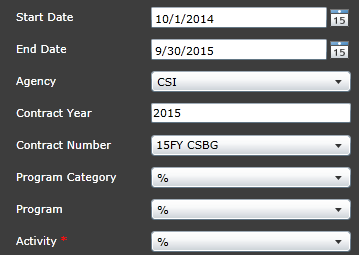 Start Date 10/1/2014 15
End Date 9/30/2015 15
Agency CSI
Contract Year 2015
Contract Number 15FY CSBG
Program Category %
Program %
Activity * %